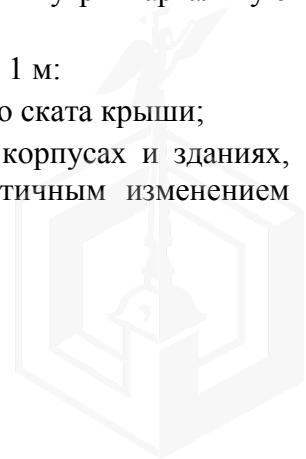 1 м:
о ската крыши;
корпусах и зданиях,
тичным изменением